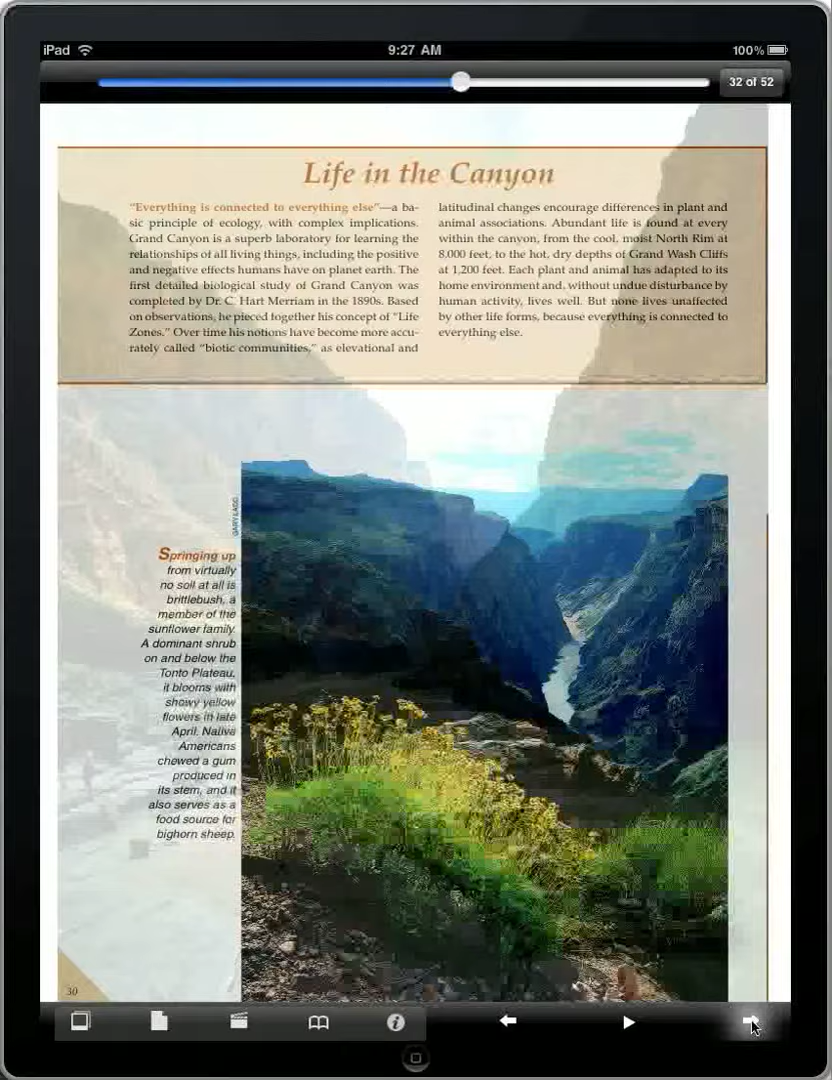 iPad
9:27 AM
100%
32 of 52
Life in the Canyon
"Everything is connected to everything else"—a ba-
sic principle of ecology, with complex implications.
Grand Canyon is a superb laboratory for learning the
relationships of all living things, including the positive
and negative effects humans have on planet earth. The
first detailed biological study of Grand Canyon was
completed by Dr. C. Hart Merriam in the 1890s. Based
on observations, he pieced together his concept of "Life
Zones." Over time his notions have become more accu-
rately called "biotic communities," as elevational and
latitudinal changes encourage differences in plant and
animal associations. Abundant life is found at every
within the canyon, from the cool, moist North Rim at
8,000 feet, to the hot, dry depths of Grand Wash Cliffs
at 1,200 feet. Each plant and animal has adapted to its
home environment and, without undue disturbance by
human activity, lives well. But none lives unaffected
by other life forms, because everything is connected to
everything else.
GARY LADD
Springing up
from virtually
no soil at all is
brittlebush, a
member of the
sunflower family.
A dominant shrub
on and below the
Tonto Plateau,
it blooms with
showy yellow
flowers in late
April. Native
Americans
chewed a gum
produced in
its stem, and it
also serves as a
food source for
bighorn sheep.
30